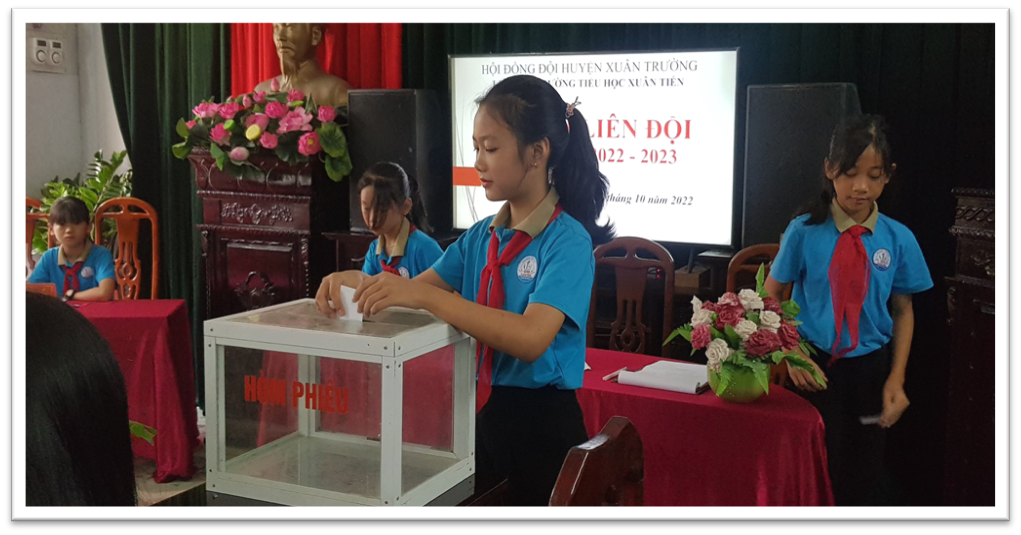 HỘI ĐỒNG ĐỘI HUYỆN XUÂN TRƯỜNG
TIỂU HỌC XUÂN TIẾN
LIÊN ĐỘI
2022 - 2023
tháng 10 năm 2022
HÒM PHIẾU